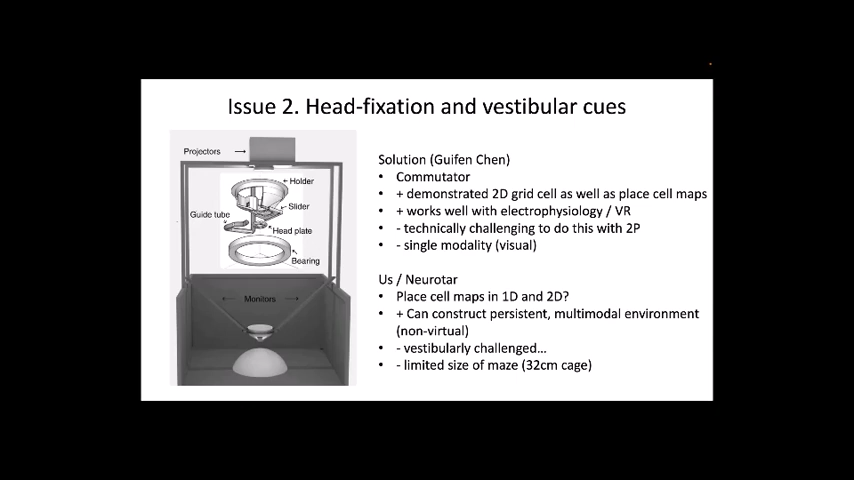 Issue 2. Head-fixation and vestibular cues
Projectors
Holder
Slider
Guide tube
Head plate
Bearing
Monitors
Solution (Guifen Chen)
• Commutator
• + demonstrated 2D grid cell as well as place cell maps
• + works well with electrophysiology / VR
• - technically challenging to do this with 2P
• - single modality (visual)
Us / Neurotar
• Place cell maps in 1D and 2D?
• + Can construct persistent, multimodal environment
(non-virtual)
• - vestibularly challenged...
• - limited size of maze (32cm cage)